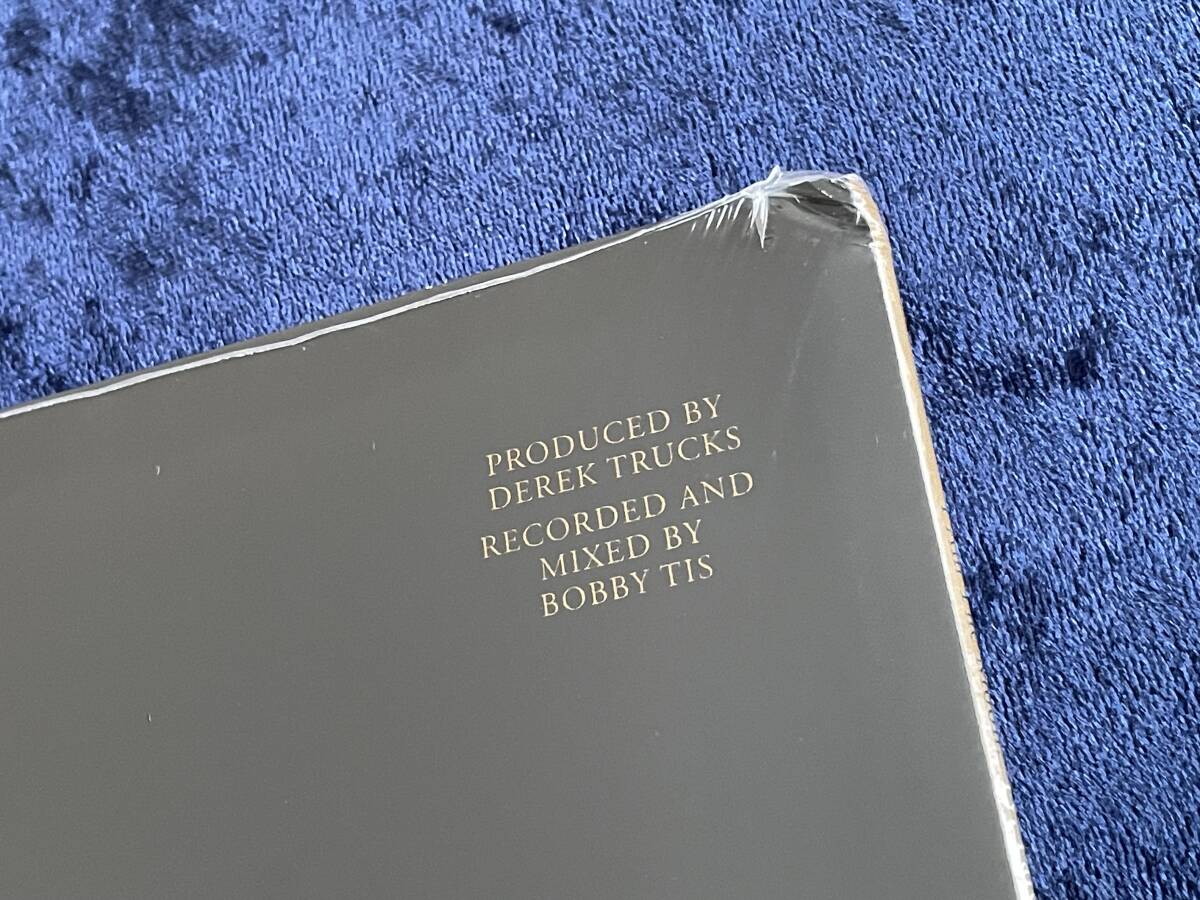 PRODUCED BY
DEREK TRUCKS
RECORDED AND
MIXED BY
BOBBY TIS